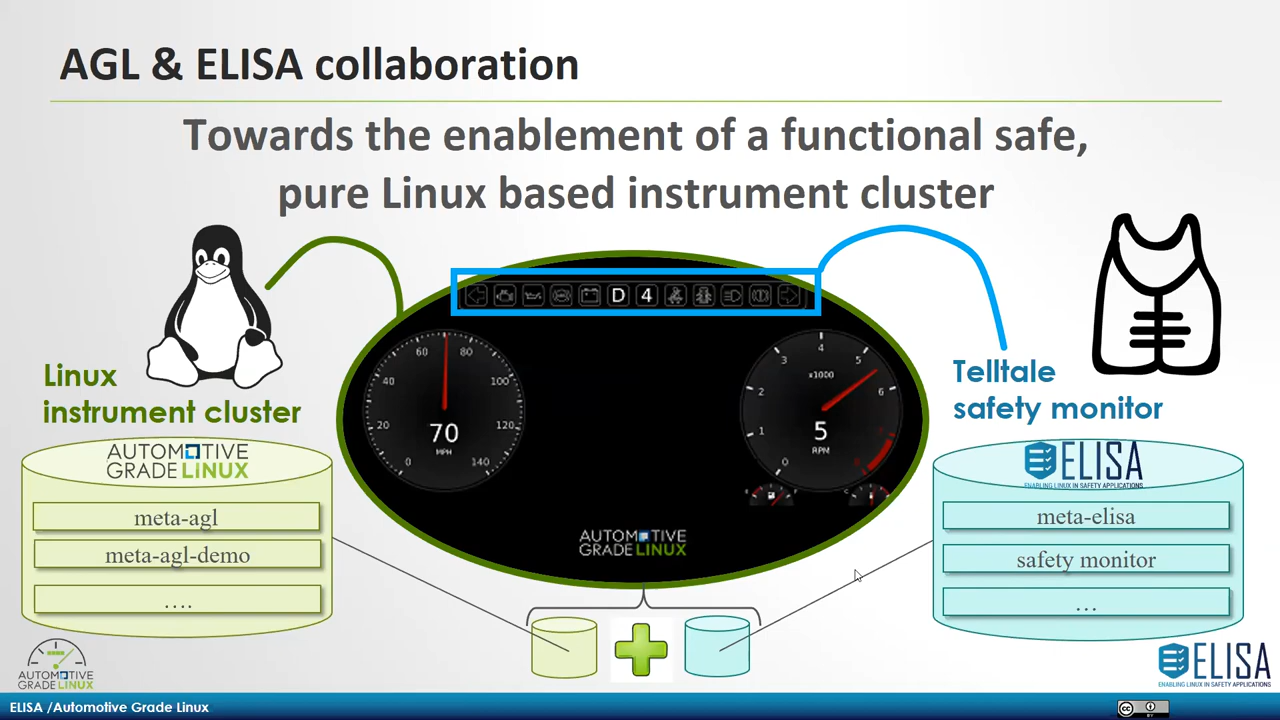 AGL & ELISA collaboration
Towards the enablement of a functional safe,
pure Linux based instrument cluster
D 4
60 80
40 100
20 120
0 140
70
MPH
3 4 5
x1000
2 6
1
0
5
RPM
AUTOMOTIVE
GRADE LINUX
Linux
instrument cluster
AUTOMOTIVE
GRADE LINUX
meta-agl
meta-agl-demo
....
Telltale
safety monitor
ELISA
ENABLING LINUX IN SAFETY APPLICATIONS
meta-elisa
safety monitor
...
AUTOMOTIVE
GRADE LINUX
ELISA
ENABLING LINUX IN SAFETY APPLICATIONS
ELISA /Automotive Grade Linux
cc
BY